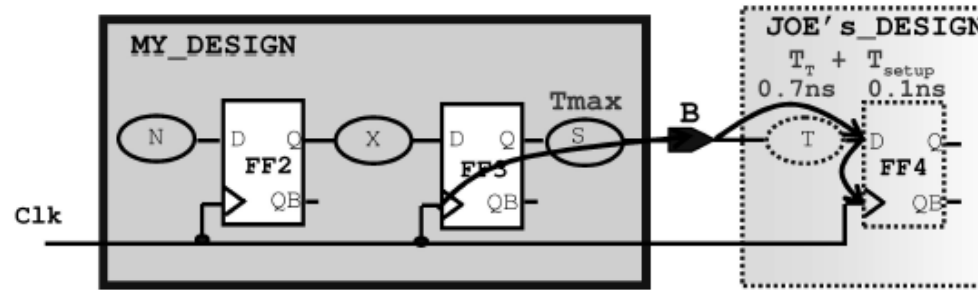 MY_DESIGN
JOE's_DESIGN
T_T + T_setup
0.7ns 0.1ns
Tmax
B
N
D Q
X
D Q
S
T
D Q
FF2
FF3
FF4
QB
QB
QB
Clk